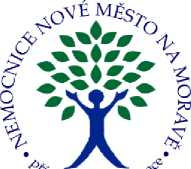 • NEMOCNICE NOVÉ MĚSTO NA MORAVĚ •